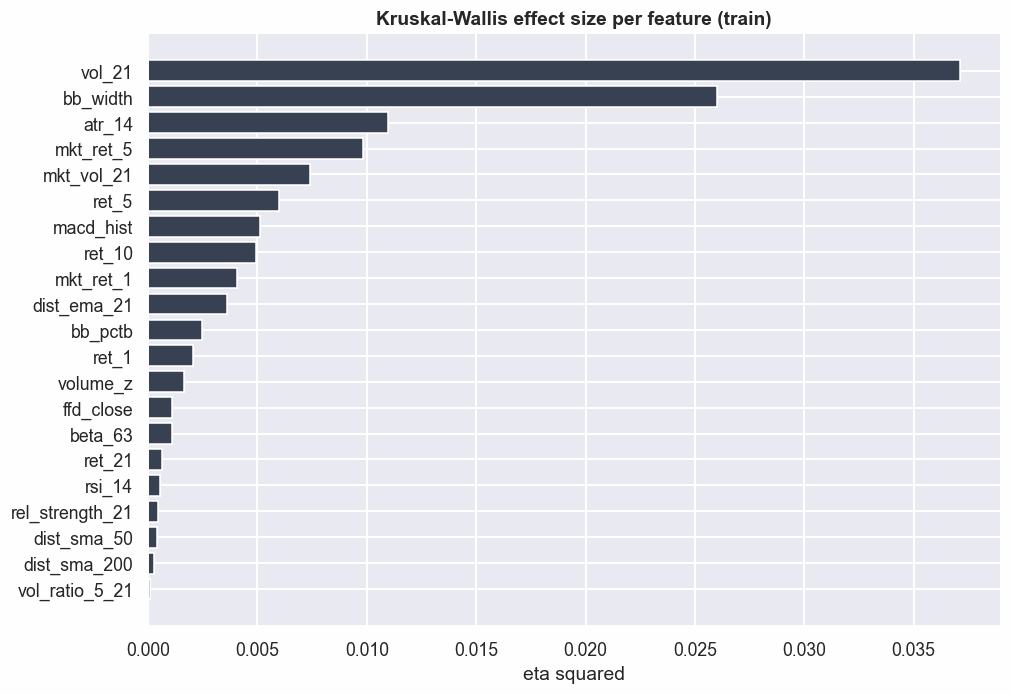 Kruskal-Wallis effect size per feature (train)
vol_21
bb_width
atr_14
mkt_ret_5
mkt_vol_21
ret_5
macd_hist
ret_10
mkt_ret_1
dist_ema_21
bb_pctb
ret_1
volume_z
ffd_close
beta_63
ret_21
rsi_14
rel_strength_21
dist_sma_50
dist_sma_200
vol_ratio_5_21
0.000 0.005 0.010 0.015 0.020 0.025 0.030 0.035
eta squared